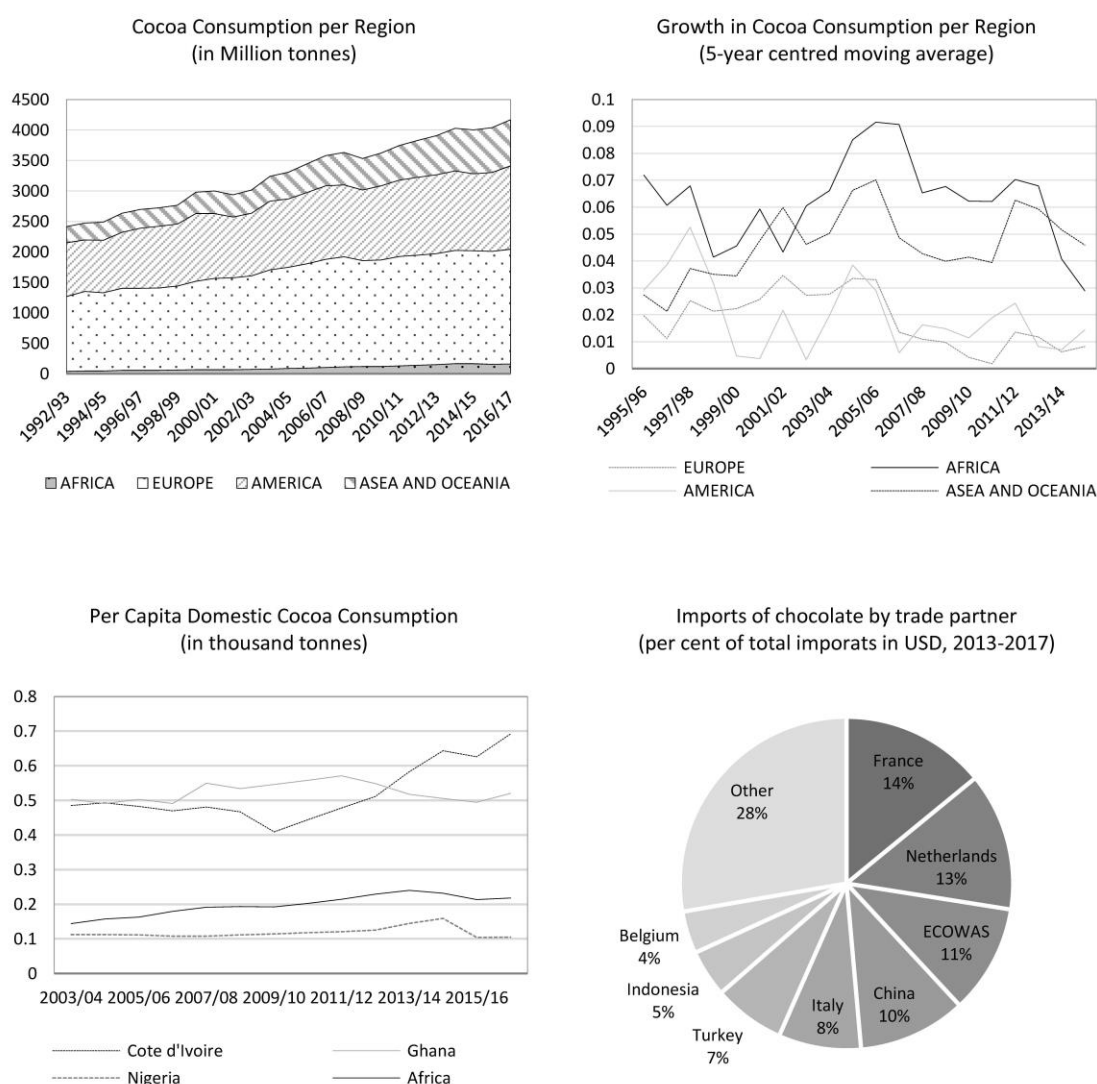 Cocoa Consumption per Region
(in Million tonnes)
4500
4000
3500
3000
2500
2000
1500
1000
500
0
1992/93
1994/95
1996/97
1998/99
2000/01
2002/03
2004/05
2006/07
2008/09
2010/11
2012/13
2014/15
2016/17
AFRICA
EUROPE
AMERICA
ASEA AND OCEANIA
Growth in Cocoa Consumption per Region
(5-year centred moving average)
0.1
0.09
0.08
0.07
0.06
0.05
0.04
0.03
0.02
0.01
0
1995/96
1997/98
1999/00
2001/02
2003/04
2005/06
2007/08
2009/10
2011/12
2013/14
EUROPE
AFRICA
AMERICA
ASEA AND OCEANIA
Per Capita Domestic Cocoa Consumption
(in thousand tonnes)
0.8
0.7
0.6
0.5
0.4
0.3
0.2
0.1
0
2003/04
2005/06
2007/08
2009/10
2011/12
2013/14
2015/16
Cote d'Ivoire
Ghana
Nigeria
Africa
Imports of chocolate by trade partner
(per cent of total imporats in USD, 2013-2017)
France
14%
Netherlands
13%
ECOWAS
11%
China
10%
Italy
8%
Turkey
7%
Indonesia
5%
Belgium
4%
Other
28%